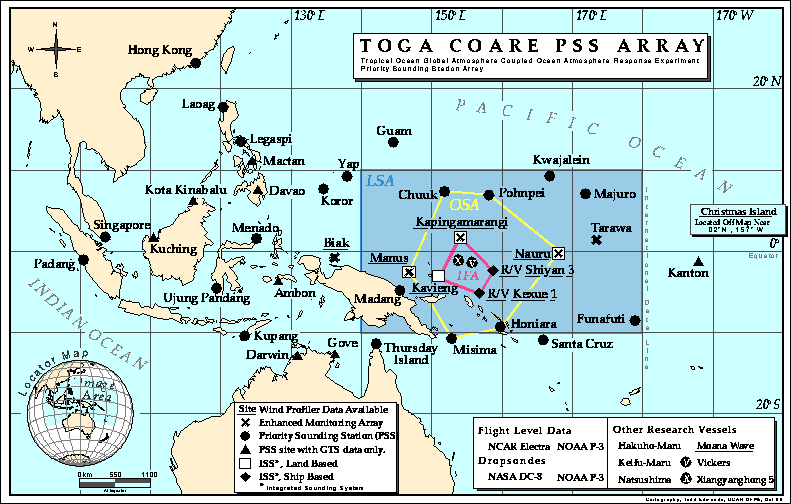 130° E
150° E
170° E
170° W
N
W
E
S
TOGA COARE PSS ARRAY
Tropical Ocean Global Atmosphere Coupled Ocean Atmosphere Response Experiment
Priority Sounding Station Array
Hong Kong
20° N
Laoag
PACIFIC OCEAN
Guam
Legaspi
Mactan
Kwajalein
Yap
LSA
Kota Kinabalu
Davao
Koror
Chuuk
Pohnpei
Majuro
OSA
Christmas Island
Located Off Map Near
02°N , 157° W
Singapore
Kapingamarangi
Tarawa
Menado
Kuching
Biak
Nauru
0°
Equator
Padang
Manus
IFA
R/V Shiyan 3
Kanton
Kavieng
Ujung Pandang
Ambon
Madang
R/V Kexue 1
International Date Line
INDIAN OCEAN
Honiara
Funafuti
Kupang
Gove
Misima
Santa Cruz
Darwin
Thursday
Island
Locator Map
Image
Area
20° S
Site Wind Profiler Data Available
Enhanced Monitoring Array
Priority Sounding Station (PSS
PSS site with GTS data only.
ISS*, Land Based
ISS*, Ship Based
* Integrated Sounding System
0 km 550 1100
At Equator
Flight Level Data
NCAR Electra NOAA P-3
Dropsondes
NASA DC-8 NOAA P-3
Other Research Vessels
Hakuho-Maru Moana Wave
Keifu-Maru V Vickers
Natsushima X Xiangyanghong 5